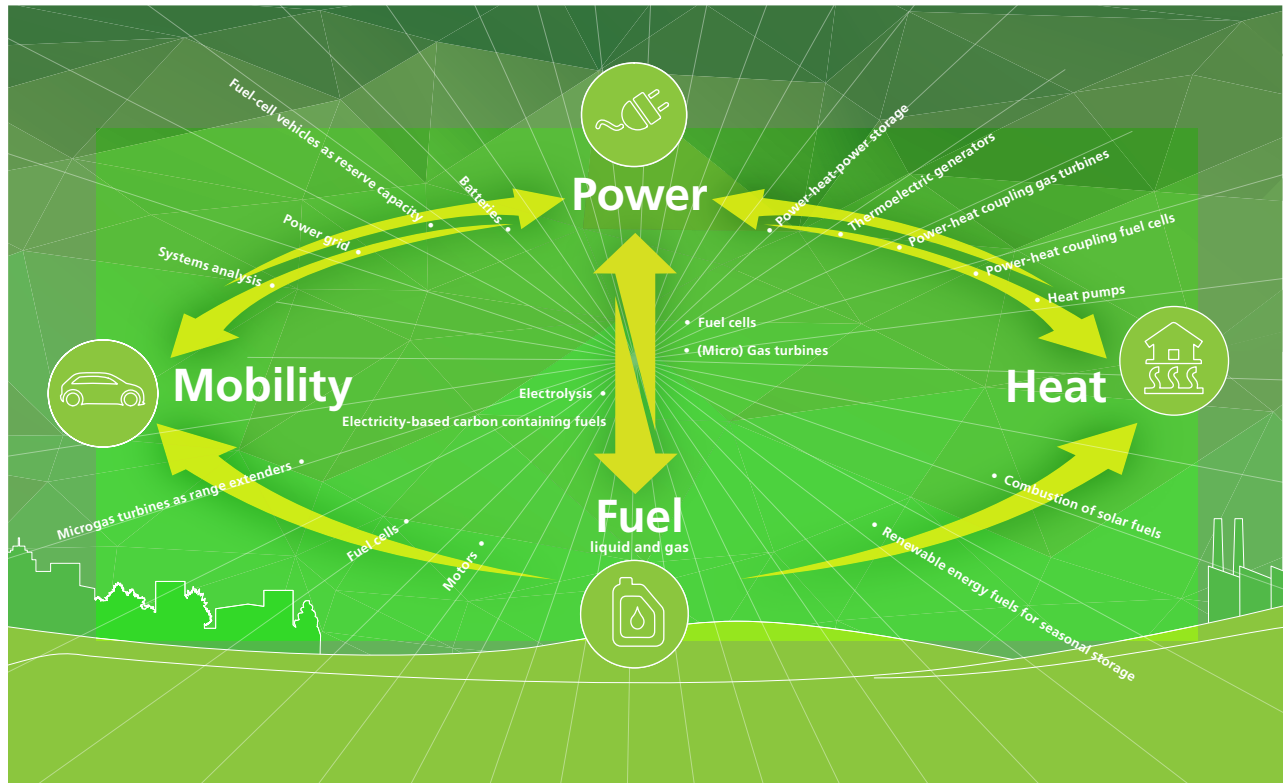 Power
Fuel-cell vehicles as reserve capacity
Batteries
Power grid
Systems analysis
Power-heat-power storage
Thermoelectric generators
Power-heat coupling gas turbines
Power-heat coupling fuel cells
Heat pumps
Fuel cells
(Micro) Gas turbines
Mobility
Heat
Electrolysis
Electricity-based carbon containing fuels
Fuel
liquid and gas
Microgas turbines as range extenders
Fuel cells
Motors
Combustion of solar fuels
Renewable energy fuels for seasonal storage